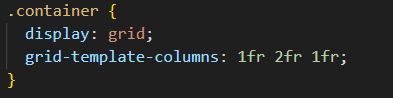 .container {
  display: grid;
  grid-template-columns: 1fr 2fr 1fr;
}